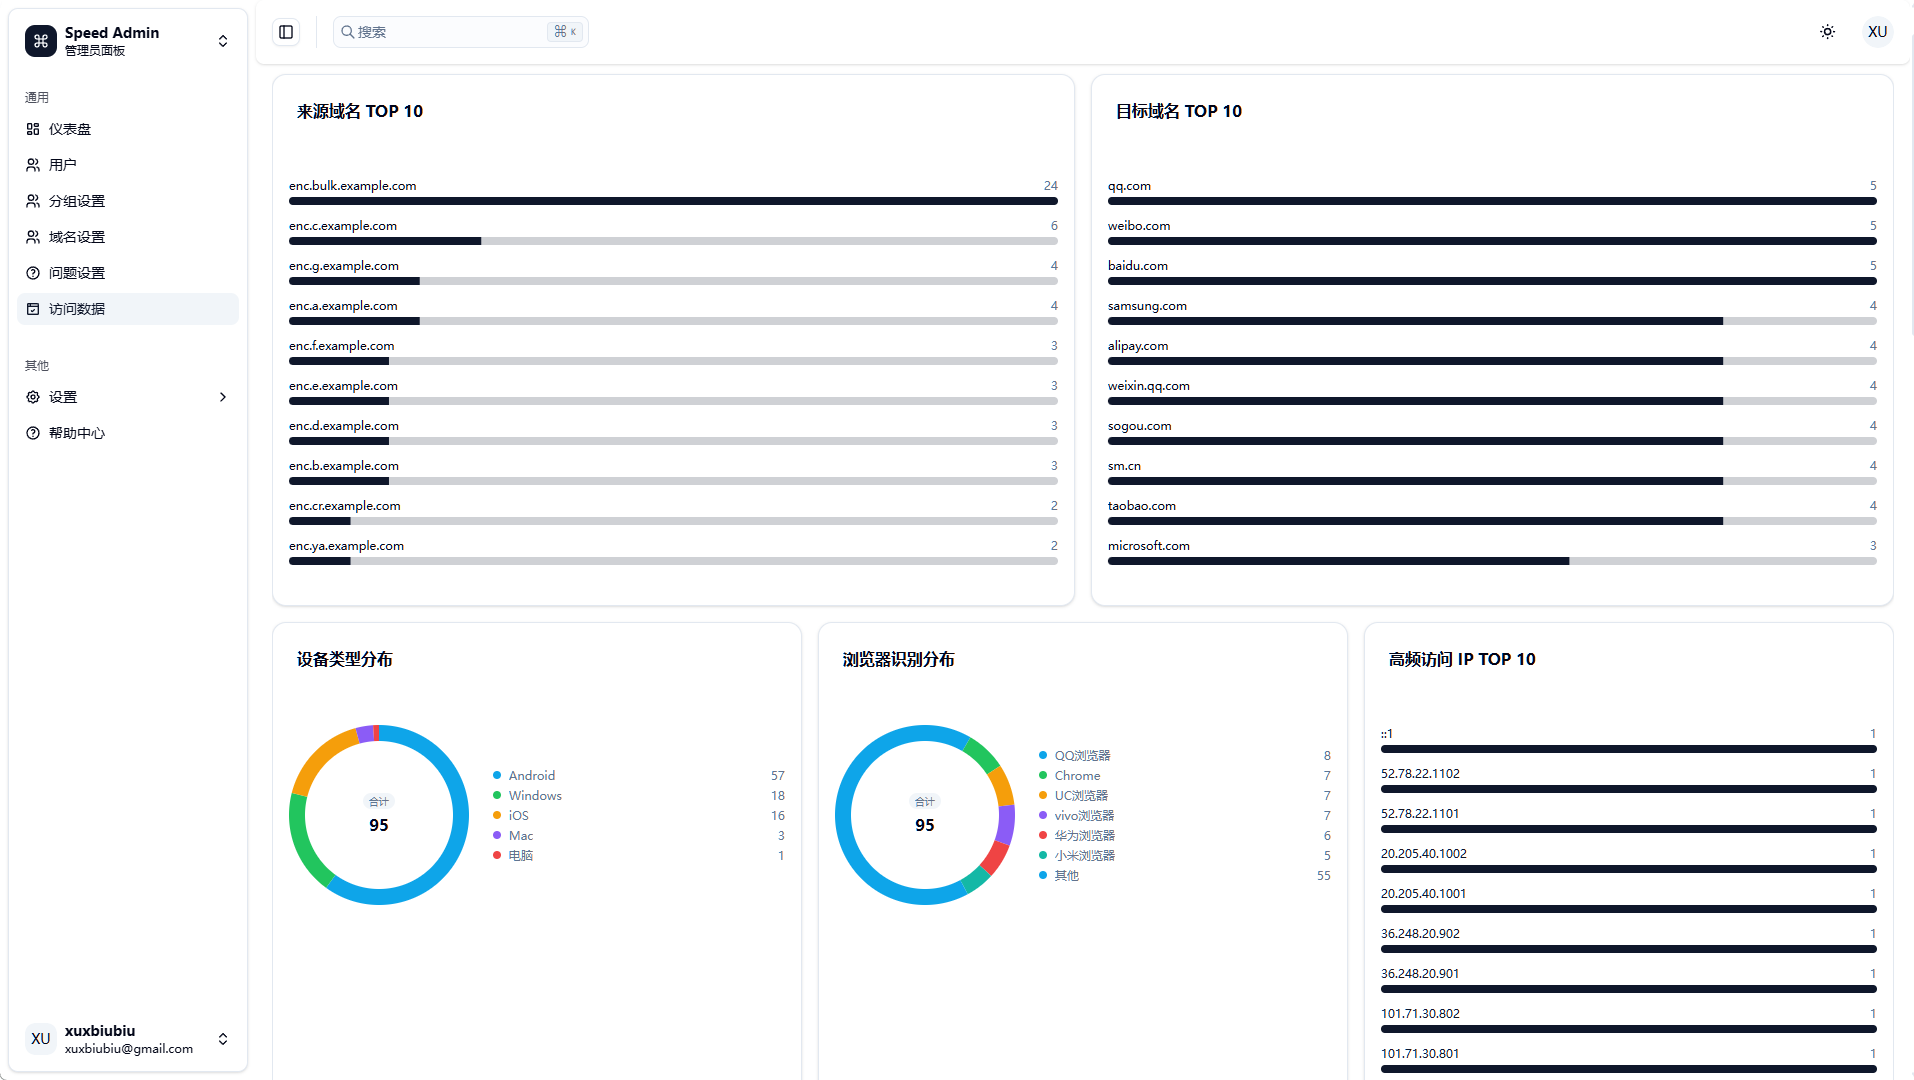 Speed Admin
管理员面板
通用
仪表盘
用户
分组设置
域名设置
问题设置
访问数据
其他
设置
帮助中心
XU
xuxbiubiu
xuxbiubiu@gmail.com
搜索
⌘ K
XU
来源域名 TOP 10
enc.bulk.example.com 24
enc.c.example.com 6
enc.g.example.com 4
enc.a.example.com 4
enc.f.example.com 3
enc.e.example.com 3
enc.d.example.com 3
enc.b.example.com 3
enc.cr.example.com 2
enc.ya.example.com 2
目标域名 TOP 10
qq.com 5
weibo.com 5
baidu.com 5
samsung.com 4
alipay.com 4
weixin.qq.com 4
sogou.com 4
sm.cn 4
taobao.com 4
microsoft.com 3
设备类型分布
合计
95
Android 57
Windows 18
iOS 16
Mac 3
电脑 1
浏览器识别分布
合计
95
QQ浏览器 8
Chrome 7
UC浏览器 7
vivo浏览器 7
华为浏览器 6
小米浏览器 5
其他 55
高频访问 IP TOP 10
::1 1
52.78.22.1102 1
52.78.22.1101 1
20.205.40.1002 1
20.205.40.1001 1
36.248.20.902 1
36.248.20.901 1
101.71.30.802 1
101.71.30.801 1